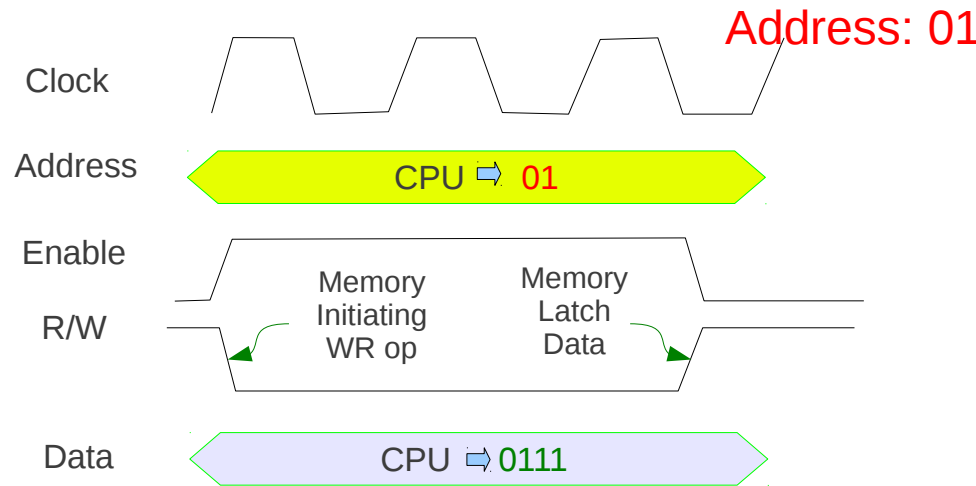 Address: 01
Clock
Address
CPU 01
Enable
Memory
Initiating
WR op
Memory
Latch
Data
R/W
Data
CPU 0111